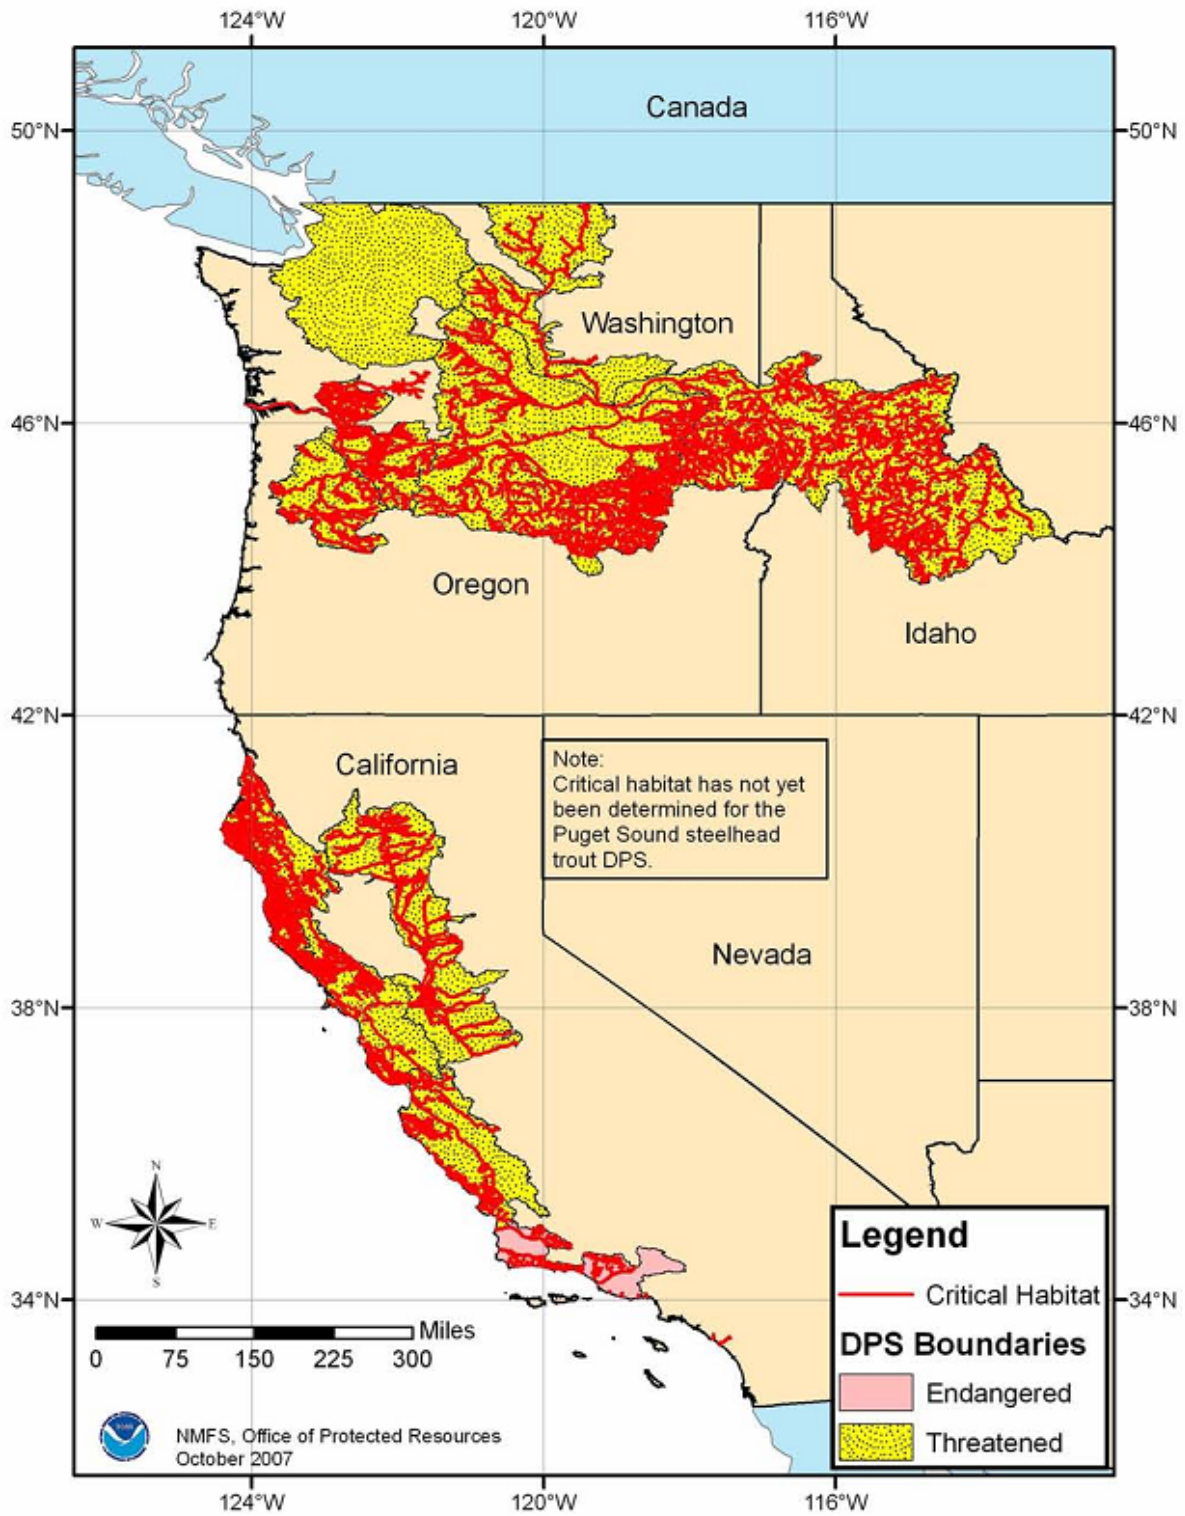 124°W 120°W 116°W
Canada
50°N 50°N
Washington
46°N 46°N
Oregon
Idaho
42°N 42°N
California
Note:
Critical habitat has not yet
been determined for the
Puget Sound steelhead
trout DPS.
Nevada
38°N 38°N
N
W E
S
Legend
Critical Habitat
34°N 34°N
Miles
0 75 150 225 300
DPS Boundaries
Endangered
Threatened
NMFS, Office of Protected Resources
October 2007
124°W 120°W 116°W